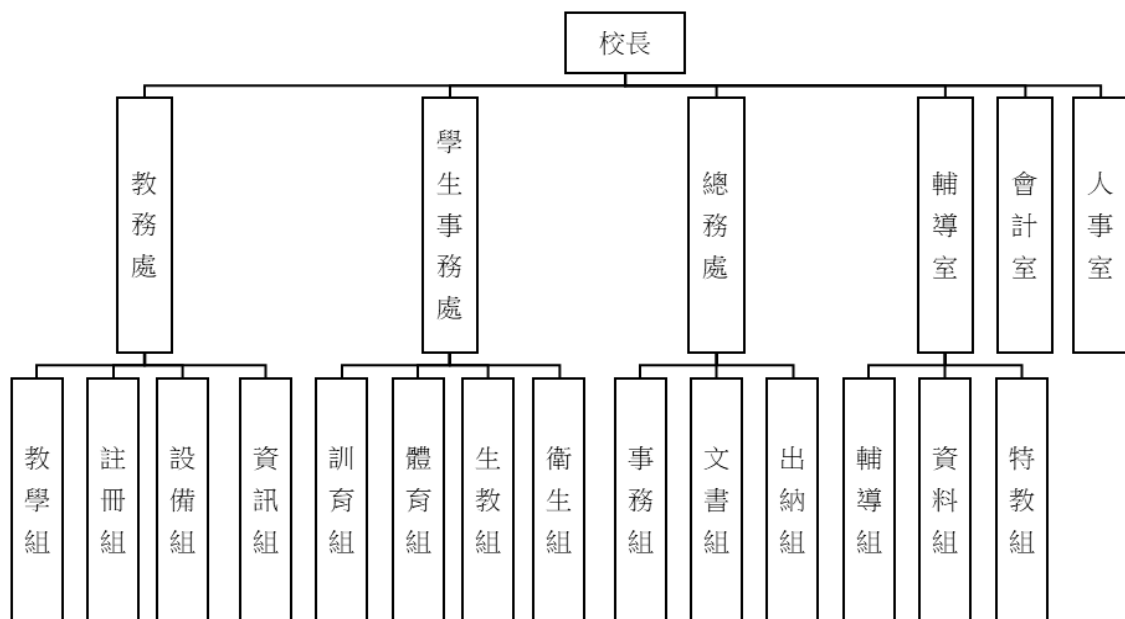 校長
教務處
學生事務處
總務處
輔導室
會計室
人事室
教學組
註冊組
設備組
資訊組
訓育組
體育組
生教組
衛生組
事務組
文書組
出納組
輔導組
資料組
特教組